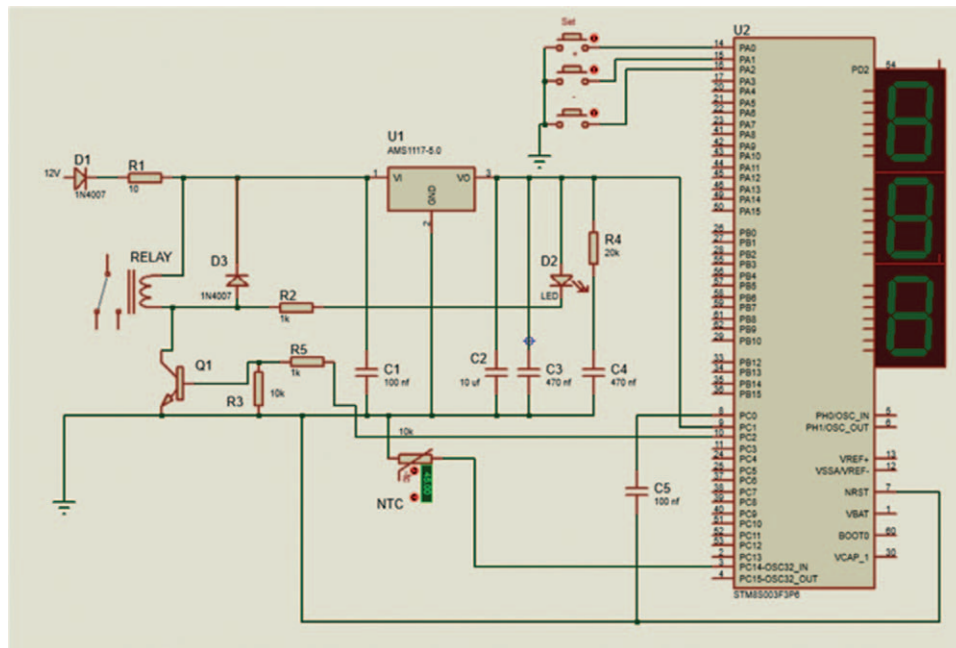 Set
+
-
U2
14 PA0
15 PA1
16 PA2
17 PA3
20 PA4
21 PA5
22 PA6
23 PA7
41 PA8
42 PA9
43 PA10
44 PA11
45 PA12
46 PA13
49 PA14
50 PA15
26 PB0
27 PB1
28 PB2
55 PB3
56 PB4
57 PB5
58 PB6
59 PB7
61 PB8
62 PB9
29 PB10
33 PB12
34 PB13
35 PB14
36 PB15
8 PC0
9 PC1
10 PC2
11 PC3
24 PC4
25 PC5
37 PC6
38 PC7
39 PC8
40 PC9
51 PC10
52 PC11
53 PC12
2 PC13
3 PC14-OSC32_IN
4 PC15-OSC32_OUT
PD2 54
PH0/OSC_IN 5
PH1/OSC_OUT 6
VREF+ 13
VSSA/VREF- 12
NRST 7
VBAT 1
BOOT0 60
VCAP_1 30
STM8S003F3P6
U1
AMS1117-5.0
1 VI
VO 3
GND
2
12V
D1
1N4007
R1
10
RELAY
D3
1N4007
R2
1k
D2
LED
R4
20k
Q1
R5
1k
R3
10k
C1
100 nf
C2
10 uf
C3
470 nf
C4
470 nf
10k
NTC
C5
100 nf